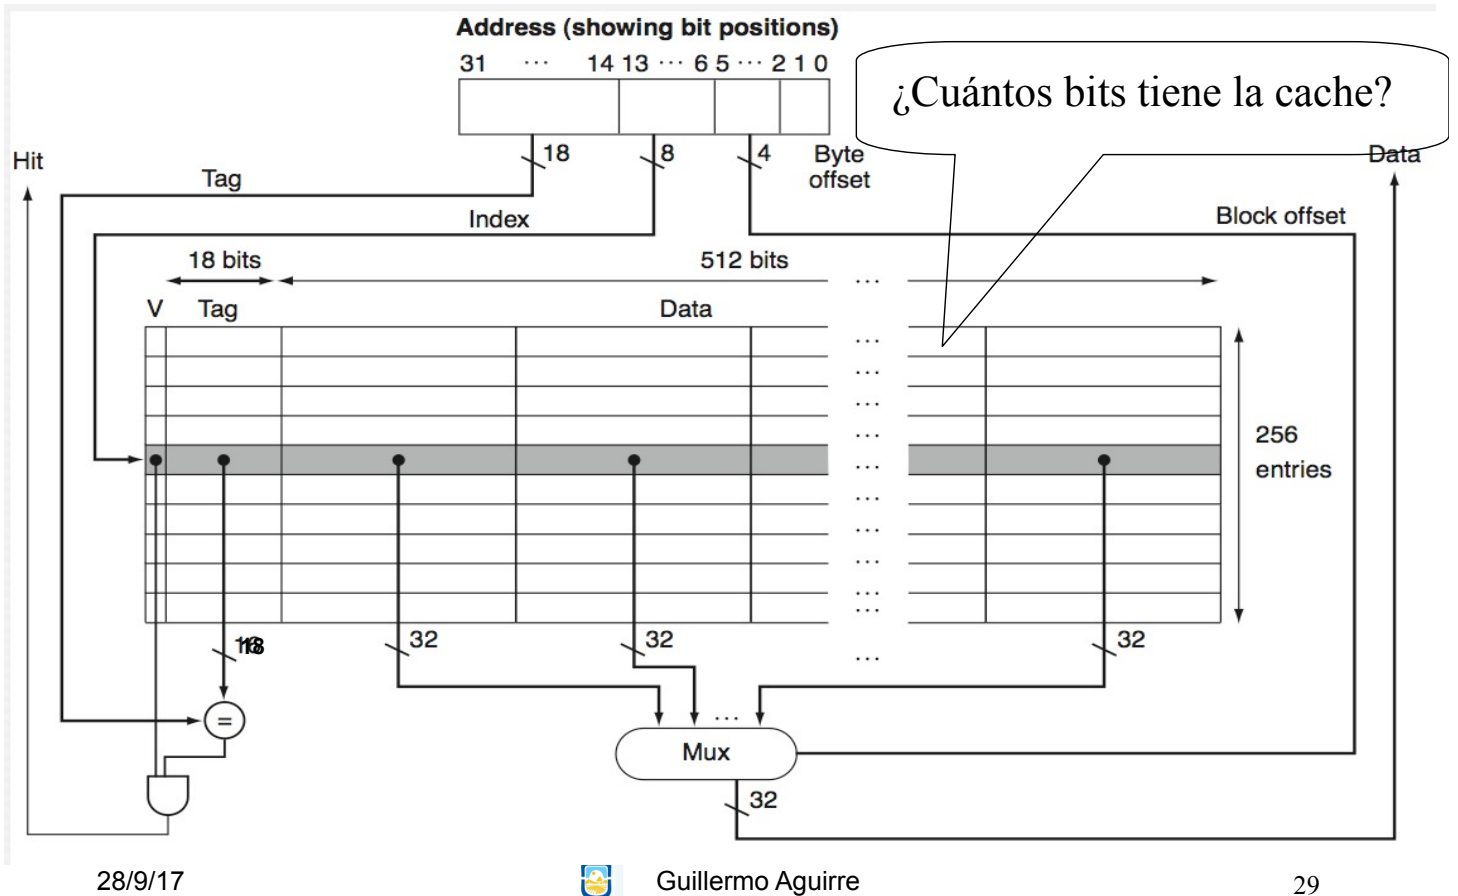 Address (showing bit positions)
31 ... 14 13 ... 6 5 ... 2 1 0
¿Cuántos bits tiene la cache?
18 8 4 Byte offset
Hit
Data
Tag
Index
Block offset
18 bits
512 bits
...
V Tag Data
...
...
...
...
...
...
...
...
...
...
256
entries
18 32 32 ... 32
=
...
Mux
32
28/9/17
Guillermo Aguirre
29